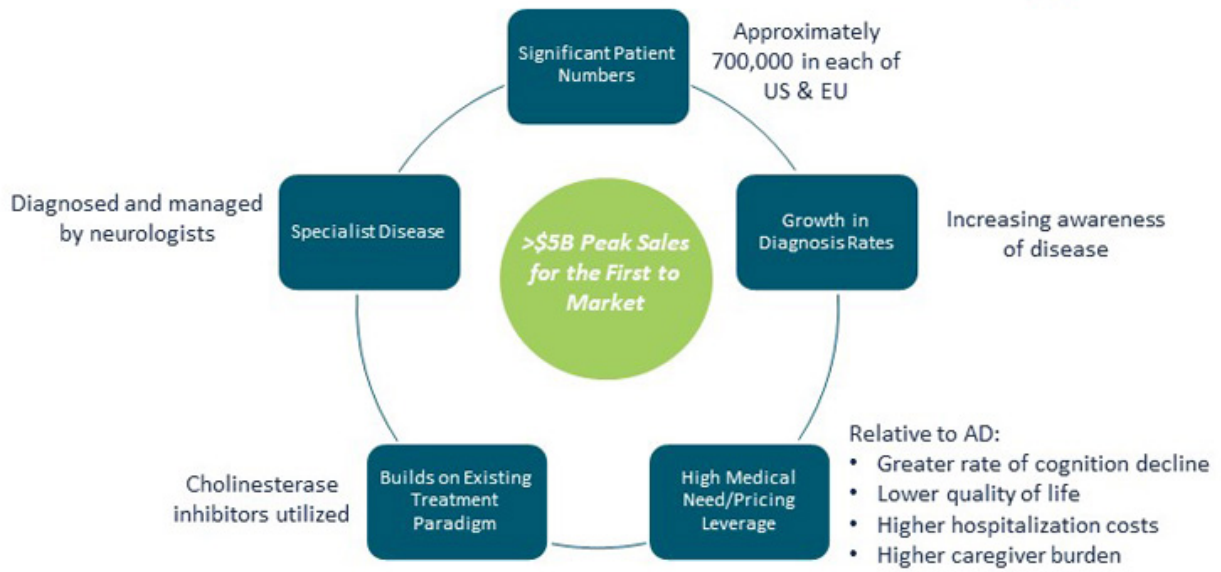 Significant Patient
Numbers
Approximately
700,000 in each of
US & EU
Growth in
Diagnosis Rates
Increasing awareness
of disease
High Medical
Need/Pricing
Leverage
Relative to AD:
• Greater rate of cognition decline
• Lower quality of life
• Higher hospitalization costs
• Higher caregiver burden
Builds on Existing
Treatment
Paradigm
Cholinesterase
inhibitors utilized
Specialist Disease
Diagnosed and managed
by neurologists
>$5B Peak Sales
for the First to
Market